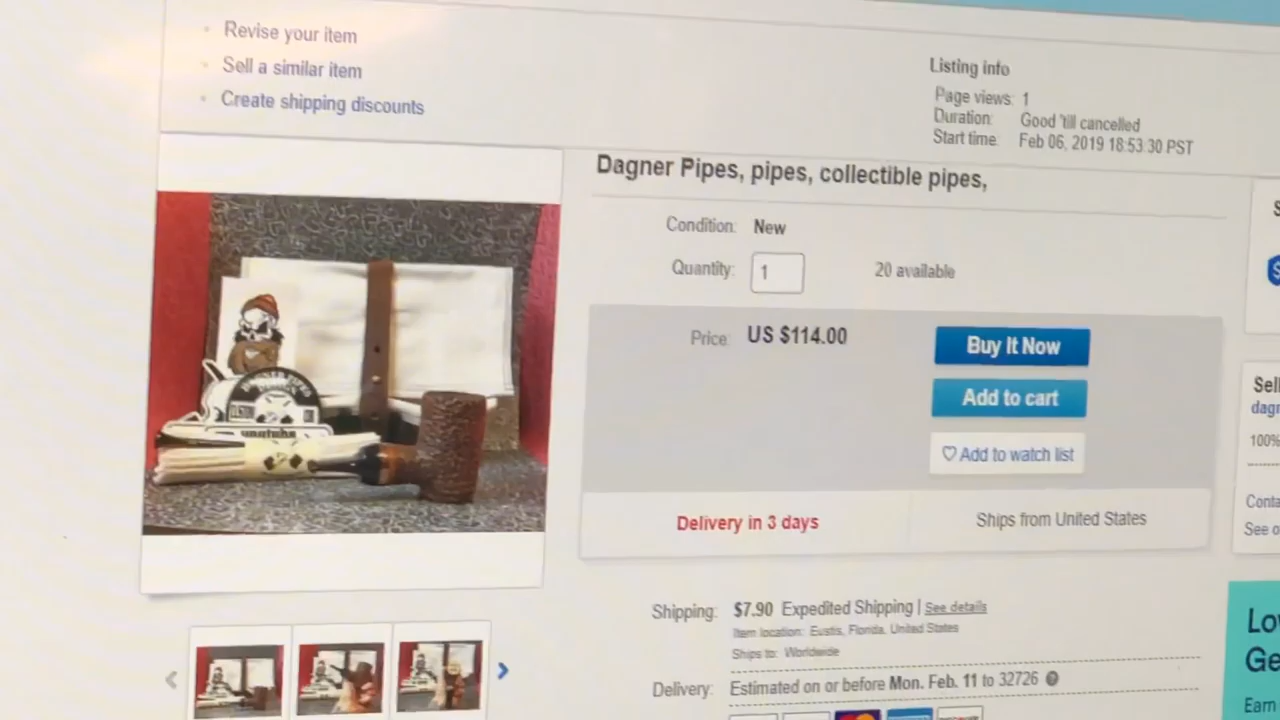 Revise your item
Sell a similar item
Create shipping discounts
Listing info
Page views: 1
Duration: Good 'till cancelled
Start time: Feb 06, 2019 18:53:30 PST
Dagner Pipes, pipes, collectible pipes,
Condition: New
Quantity: 1 20 available
Price: US $114.00
Buy It Now
Add to cart
Add to watch list
Delivery in 3 days
Ships from United States
Shipping: $7.90 Expedited Shipping | See details
Item location: Eustis, Florida, United States
Ships to: Worldwide
Delivery: Estimated on or before Mon. Feb. 11 to 32726
youtube
100%
See o
Earn